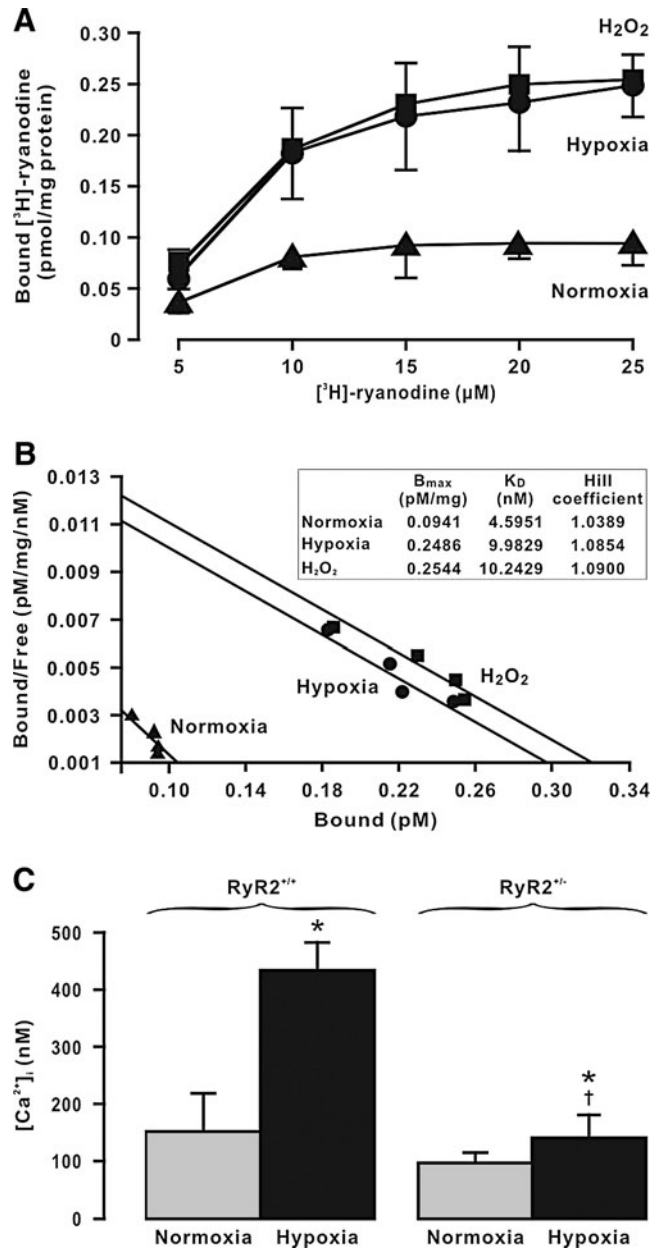 A
Bound [³H]-ryanodine
(pmol/mg protein)
0.30
0.25
0.20
0.15
0.10
0.05
0
H₂O₂
Hypoxia
Normoxia
5 10 15 20 25
[³H]-ryanodine (µM)
B
Bound/Free (pM/mg/nM)
0.013
0.011
0.009
0.007
0.005
0.003
0.001
Bmax KD Hill
(pM/mg) (nM) coefficient
Normoxia 0.0941 4.5951 1.0389
Hypoxia 0.2486 9.9829 1.0854
H₂O₂ 0.2544 10.2429 1.0900
H₂O₂
Hypoxia
Normoxia
0.10 0.14 0.18 0.22 0.26 0.30 0.34
Bound (pM)
C
RyR2⁺/⁺ RyR2⁺/⁻
[Ca²⁺]i (nM)
500
400
300
200
100
0
*
*
†
Normoxia Hypoxia Normoxia Hypoxia